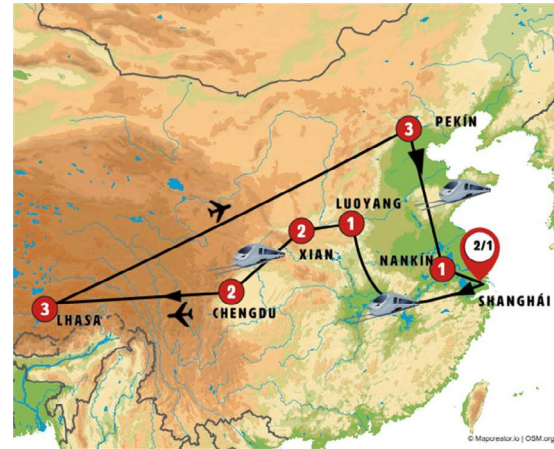 3
PEKÍN
LUOYANG
2
1
XIAN
NANKÍN
1
2/1
SHANGHÁI
2
CHENGDU
3
LHASA
© Mapcreator.io | OSM.org